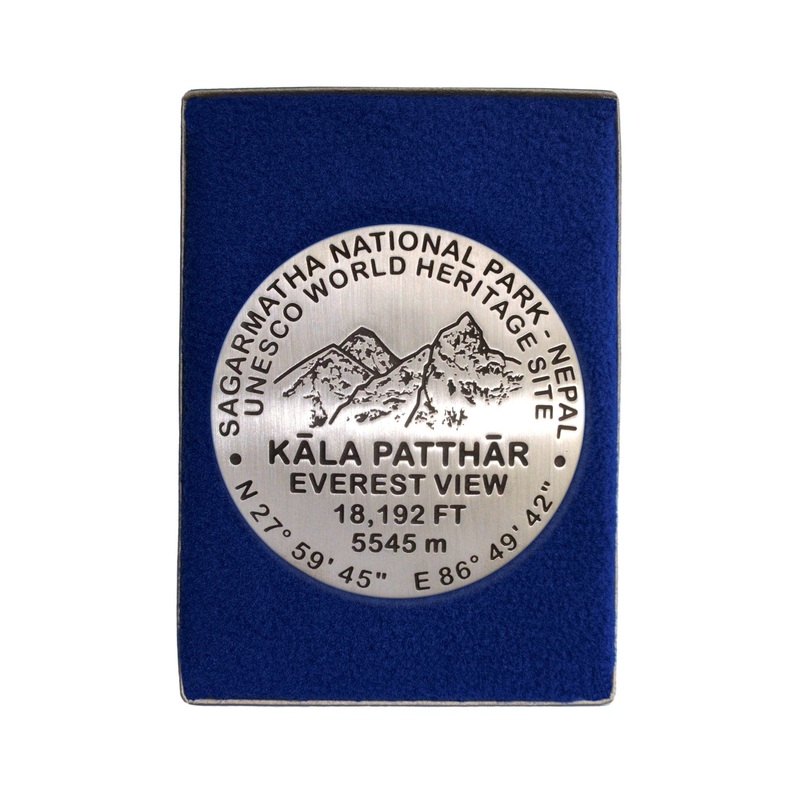 SAGARMATHA NATIONAL PARK - NEPAL
UNESCO WORLD HERITAGE SITE
KĀLA PATTHĀR
EVEREST VIEW
18,192 FT
5545 m
• N 27° 59' 45" E 86° 49' 42" •